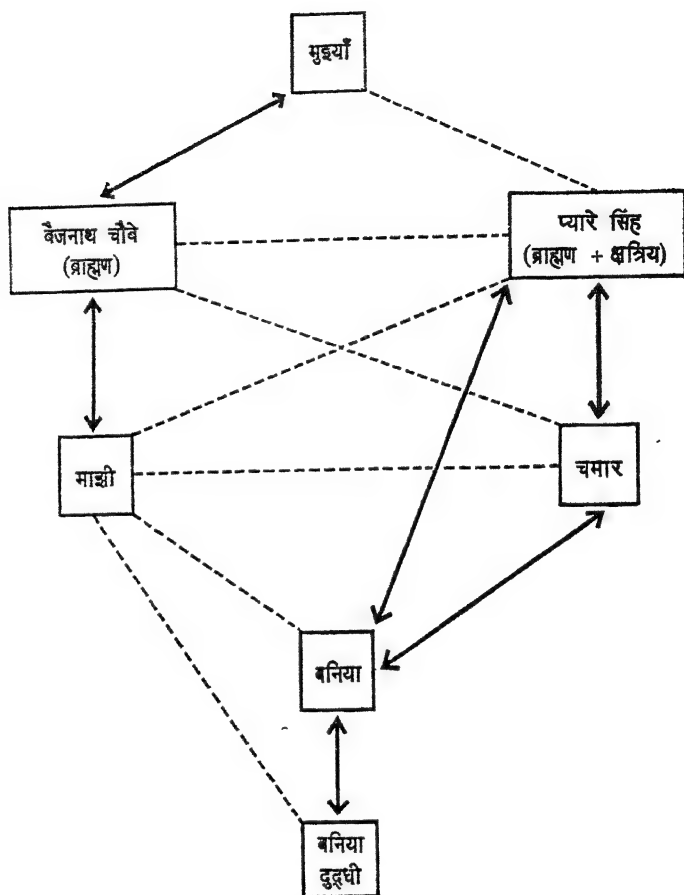 मुइयाँ
बैजनाथ चौबे
(ब्राह्मण)
प्यारे सिंह
(ब्राह्मण + क्षत्रिय)
माझी
चमार
बनिया
बनिया
दुद्धी